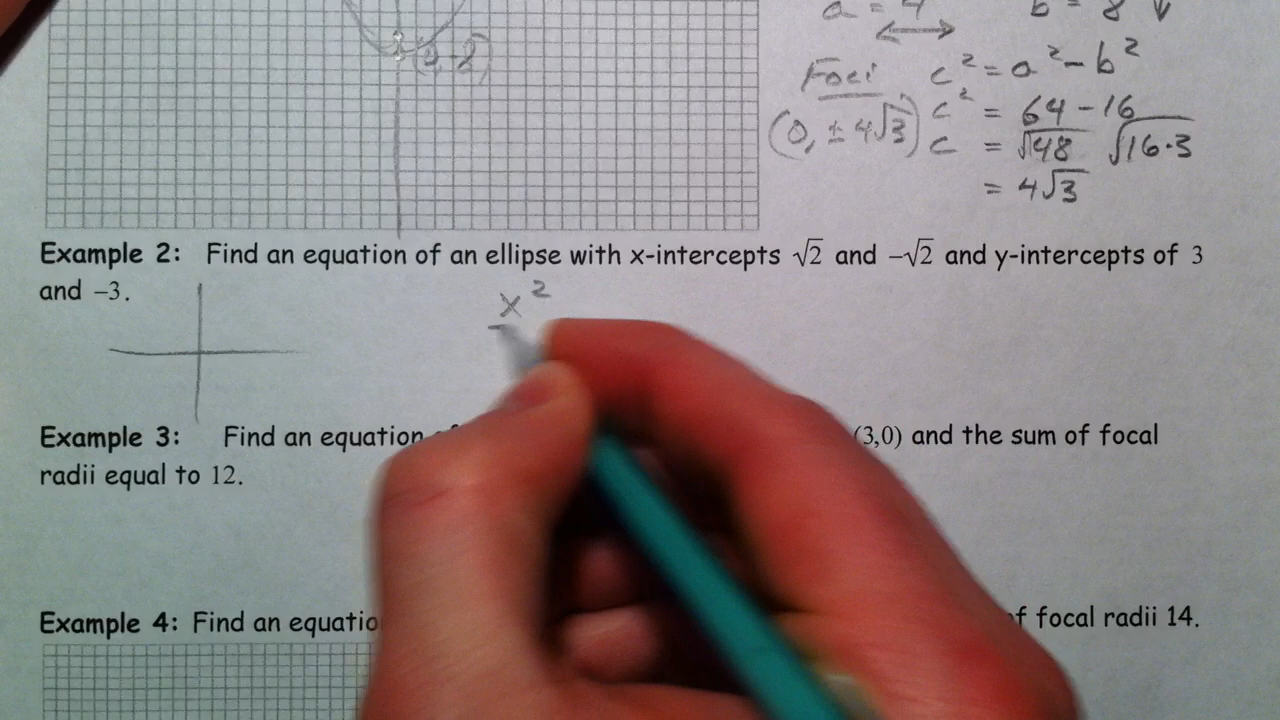 a = 4 b = 8 ↓
(0, -8)
Foci c² = a² - b²
(0, ± 4√3) c² = 64 - 16
c = √48 √16·3
= 4√3
Example 2: Find an equation of an ellipse with x-intercepts √2 and -√2 and y-intercepts of 3
and -3.
x²
Example 3: Find an equation (3,0) and the sum of focal
radii equal to 12.
Example 4: Find an equatio of focal radii 14.